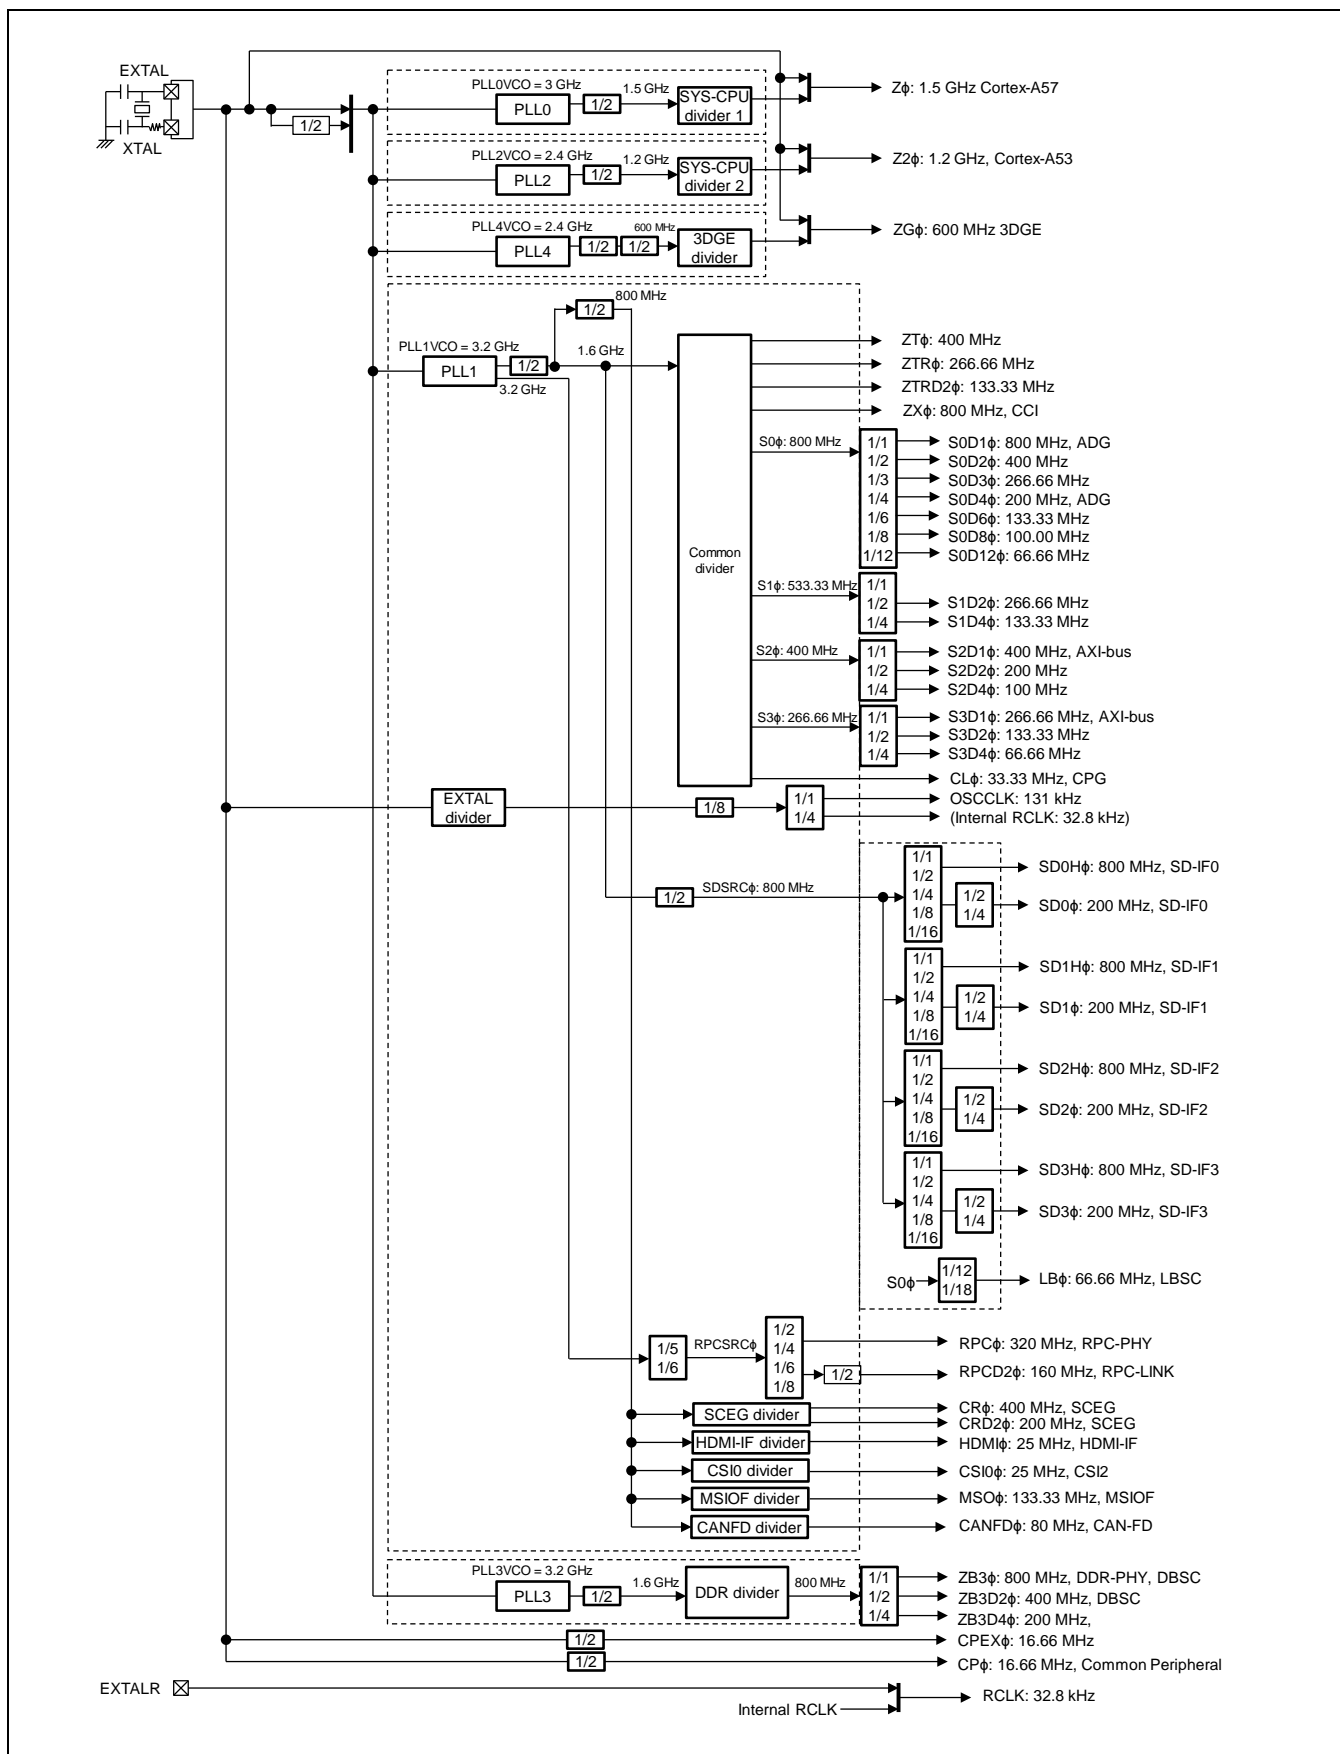 EXTAL
XTAL
1/2
PLL0VCO = 3 GHz
PLL0
1/2
1.5 GHz
SYS-CPU
divider 1
Zϕ: 1.5 GHz Cortex-A57
PLL2VCO = 2.4 GHz
PLL2
1/2
1.2 GHz
SYS-CPU
divider 2
Z2ϕ: 1.2 GHz, Cortex-A53
PLL4VCO = 2.4 GHz
PLL4
1/2
1/2
600 MHz
3DGE
divider
ZGϕ: 600 MHz 3DGE
1/2
800 MHz
PLL1VCO = 3.2 GHz
PLL1
1/2
1.6 GHz
3.2 GHz
Common
divider
ZTϕ: 400 MHz
ZTRϕ: 266.66 MHz
ZTRD2ϕ: 133.33 MHz
ZXϕ: 800 MHz, CCI
S0ϕ: 800 MHz
1/1
1/2
1/3
1/4
1/6
1/8
1/12
S0D1ϕ: 800 MHz, ADG
S0D2ϕ: 400 MHz
S0D3ϕ: 266.66 MHz
S0D4ϕ: 200 MHz, ADG
S0D6ϕ: 133.33 MHz
S0D8ϕ: 100.00 MHz
S0D12ϕ: 66.66 MHz
S1ϕ: 533.33 MHz
1/1
1/2
1/4
S1D2ϕ: 266.66 MHz
S1D4ϕ: 133.33 MHz
S2ϕ: 400 MHz
1/1
1/2
1/4
S2D1ϕ: 400 MHz, AXI-bus
S2D2ϕ: 200 MHz
S2D4ϕ: 100 MHz
S3ϕ: 266.66 MHz
1/1
1/2
1/4
S3D1ϕ: 266.66 MHz, AXI-bus
S3D2ϕ: 133.33 MHz
S3D4ϕ: 66.66 MHz
CLϕ: 33.33 MHz, CPG
EXTAL
divider
1/8
1/1
1/4
OSCCLK: 131 kHz
(Internal RCLK: 32.8 kHz)
1/2
SDSRCϕ: 800 MHz
1/1
1/2
1/4
1/8
1/16
1/2
1/4
SD0Hϕ: 800 MHz, SD-IF0
SD0ϕ: 200 MHz, SD-IF0
1/1
1/2
1/4
1/8
1/16
1/2
1/4
SD1Hϕ: 800 MHz, SD-IF1
SD1ϕ: 200 MHz, SD-IF1
1/1
1/2
1/4
1/8
1/16
1/2
1/4
SD2Hϕ: 800 MHz, SD-IF2
SD2ϕ: 200 MHz, SD-IF2
1/1
1/2
1/4
1/8
1/16
1/2
1/4
SD3Hϕ: 800 MHz, SD-IF3
SD3ϕ: 200 MHz, SD-IF3
S0ϕ
1/12
1/18
LBϕ: 66.66 MHz, LBSC
1/5
1/6
RPCSRCϕ
1/2
1/4
1/6
1/8
1/2
RPCϕ: 320 MHz, RPC-PHY
RPCD2ϕ: 160 MHz, RPC-LINK
SCEG divider
CRϕ: 400 MHz, SCEG
CRD2ϕ: 200 MHz, SCEG
HDMI-IF divider
HDMIϕ: 25 MHz, HDMI-IF
CSI0 divider
CSI0ϕ: 25 MHz, CSI2
MSIOF divider
MSOϕ: 133.33 MHz, MSIOF
CANFD divider
CANFDϕ: 80 MHz, CAN-FD
PLL3VCO = 3.2 GHz
PLL3
1/2
1.6 GHz
DDR divider
800 MHz
1/1
1/2
1/4
ZB3ϕ: 800 MHz, DDR-PHY, DBSC
ZB3D2ϕ: 400 MHz, DBSC
ZB3D4ϕ: 200 MHz,
1/2
CPEXϕ: 16.66 MHz
1/2
CPϕ: 16.66 MHz, Common Peripheral
EXTALR
Internal RCLK
RCLK: 32.8 kHz